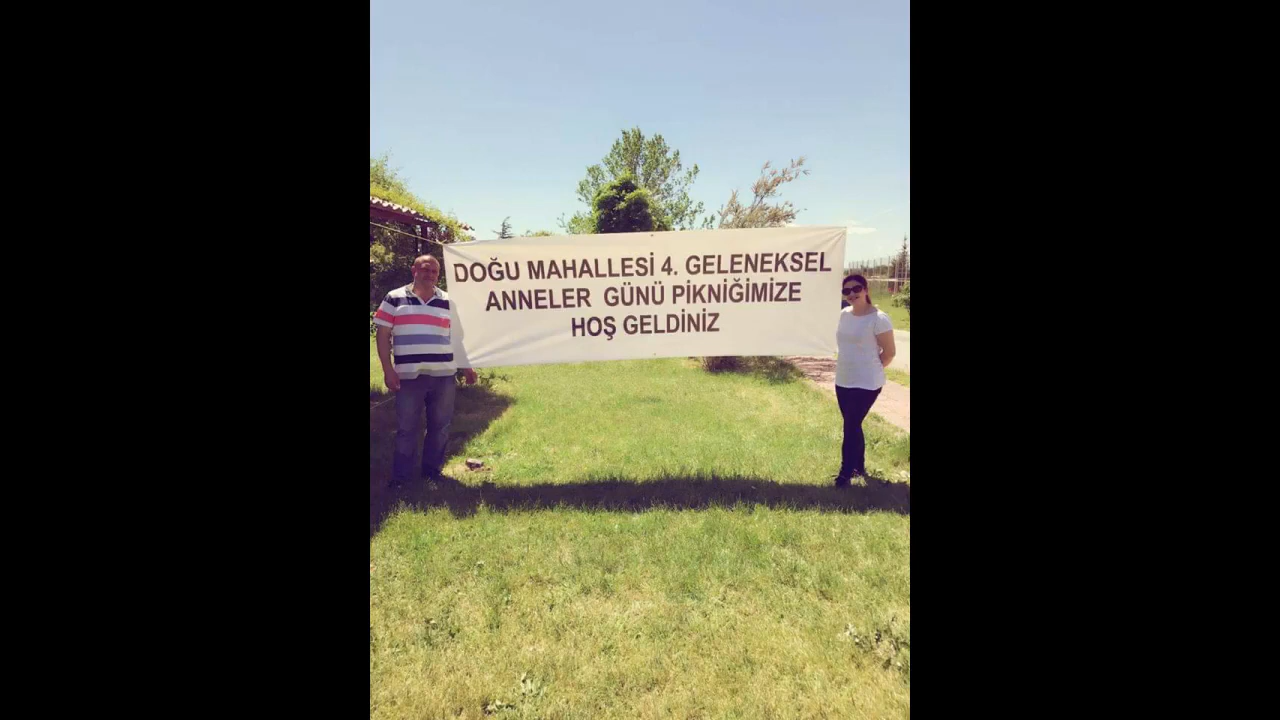 DOĞU MAHALLESİ 4. GELENEKSEL
ANNELER GÜNÜ PİKNİĞİMİZE
HOŞ GELDİNİZ